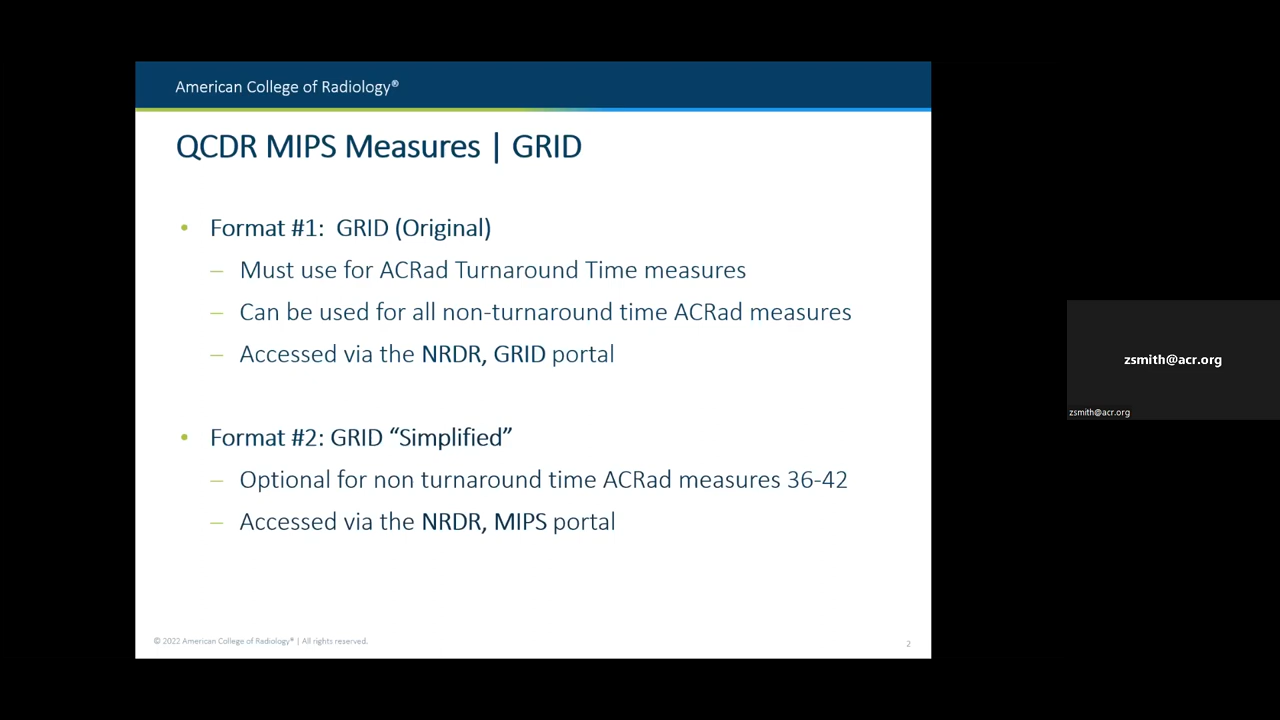 American College of Radiology®
QCDR MIPS Measures | GRID
• Format #1: GRID (Original)
– Must use for ACRad Turnaround Time measures
– Can be used for all non-turnaround time ACRad measures
– Accessed via the NRDR, GRID portal
• Format #2: GRID “Simplified”
– Optional for non turnaround time ACRad measures 36-42
– Accessed via the NRDR, MIPS portal
© 2022 American College of Radiology® | All rights reserved.
2
zsmith@acr.org
zsmith@acr.org